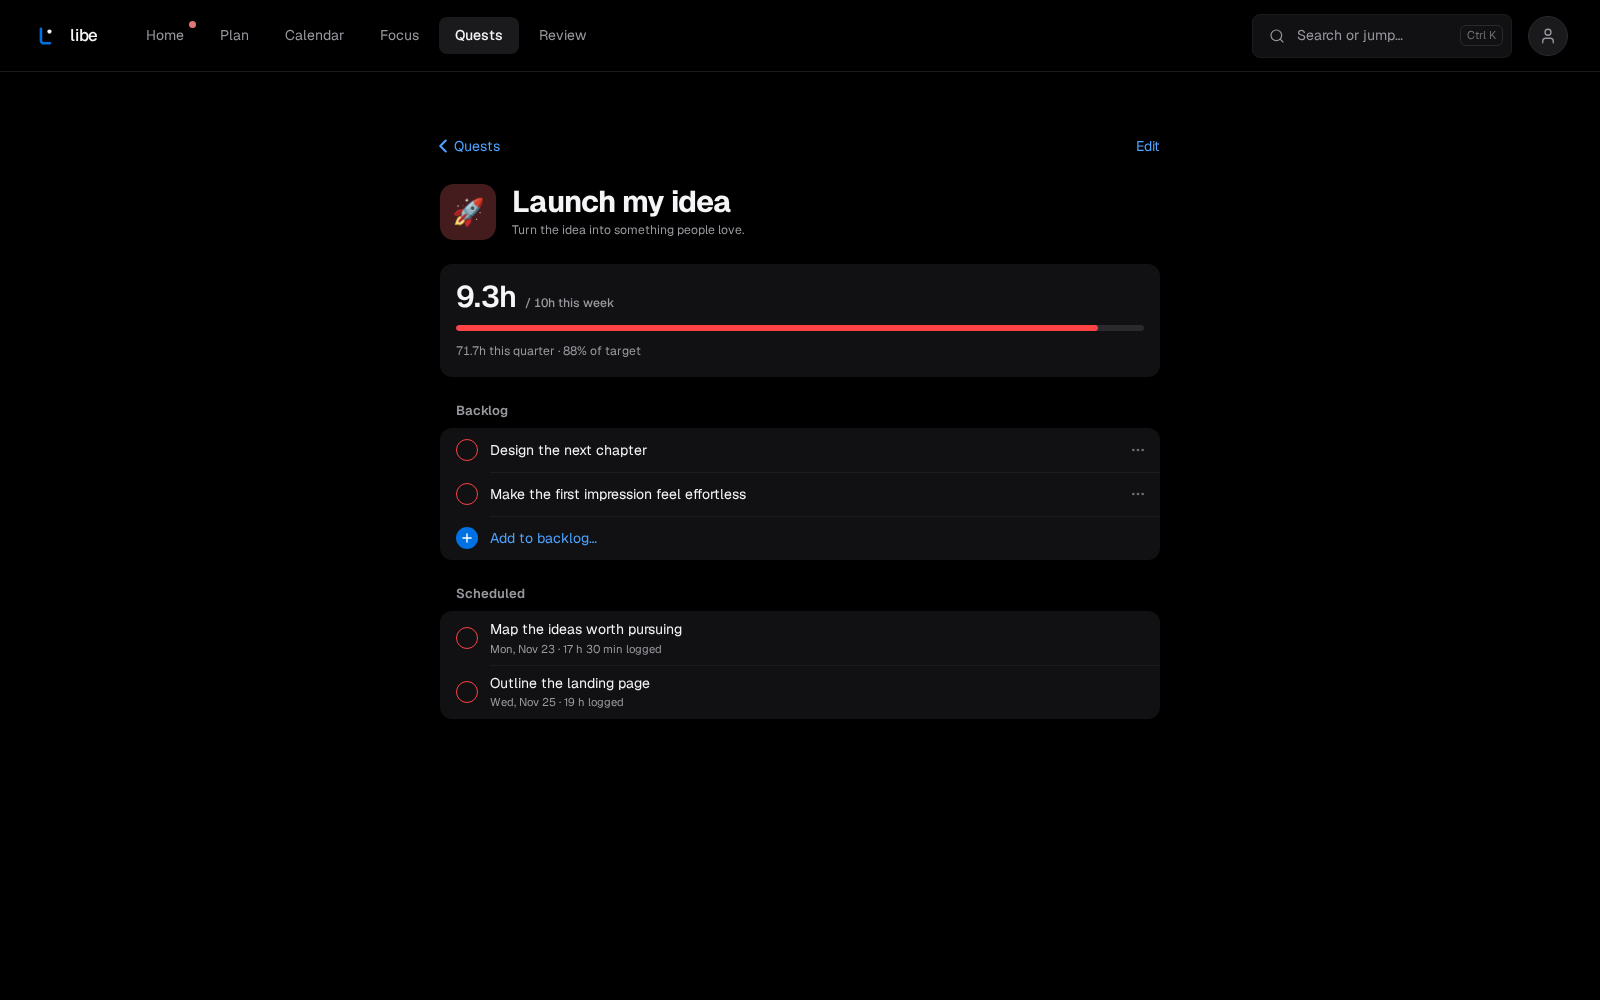 libe
Home
Plan
Calendar
Focus
Quests
Review
Search or jump...
Ctrl K
Quests
Edit
Launch my idea
Turn the idea into something people love.
9.3h / 10h this week
71.7h this quarter · 88% of target
Backlog
Design the next chapter
Make the first impression feel effortless
Add to backlog...
Scheduled
Map the ideas worth pursuing
Mon, Nov 23 · 17 h 30 min logged
Outline the landing page
Wed, Nov 25 · 19 h logged